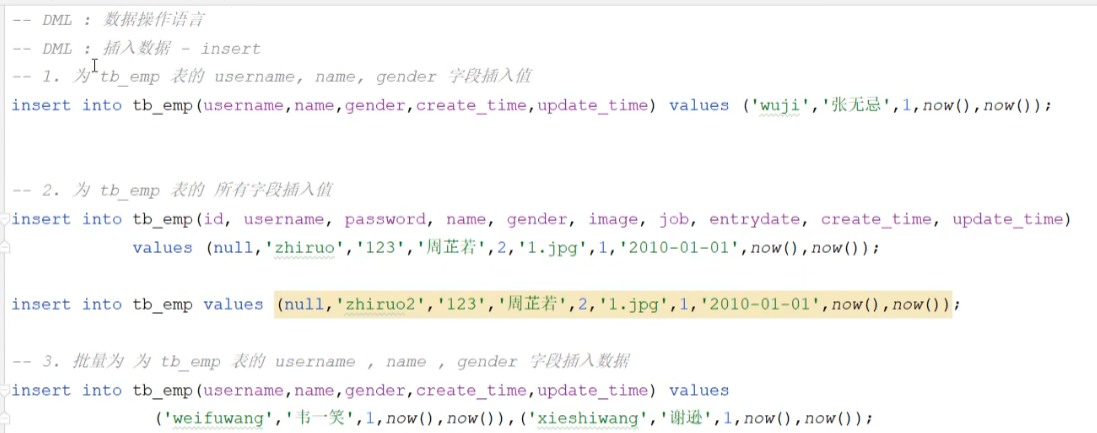 -- DML : 数据操作语言
-- DML : 插入数据 - insert
-- 1. 为 tb_emp 表的 username, name, gender 字段插入值
insert into tb_emp(username,name,gender,create_time,update_time) values ('wuji','张无忌',1,now(),now());
-- 2. 为 tb_emp 表的 所有字段插入值
insert into tb_emp(id, username, password, name, gender, image, job, entrydate, create_time, update_time)
values (null,'zhiruo','123','周芷若',2,'1.jpg',1,'2010-01-01',now(),now());
insert into tb_emp values (null,'zhiruo2','123','周芷若',2,'1.jpg',1,'2010-01-01',now(),now());
-- 3. 批量为 为 tb_emp 表的 username , name , gender 字段插入数据
insert into tb_emp(username,name,gender,create_time,update_time) values
('weifuwang','韦一笑',1,now(),now()),('xieshiwang','谢逊',1,now(),now());